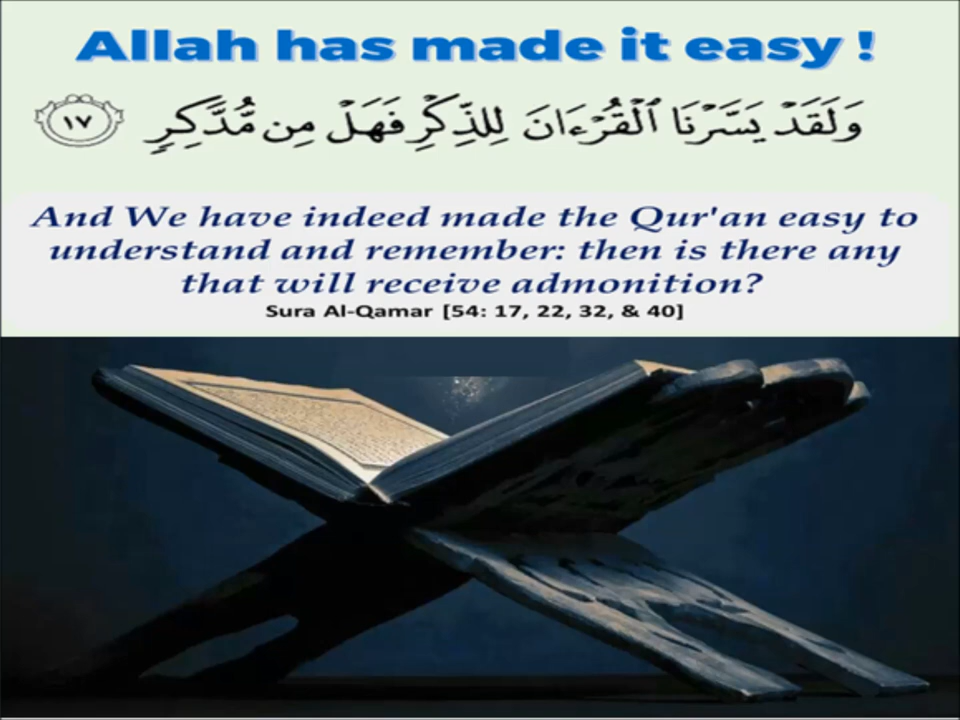 Allah has made it easy !
وَلَقَدْ يَسَّرْنَا ٱلْقُرْءَانَ لِلذِّكْرِ فَهَلْ مِن مُّدَّكِرٍ ١٧
And We have indeed made the Qur'an easy to
understand and remember: then is there any
that will receive admonition?
Sura Al-Qamar [54: 17, 22, 32, & 40]